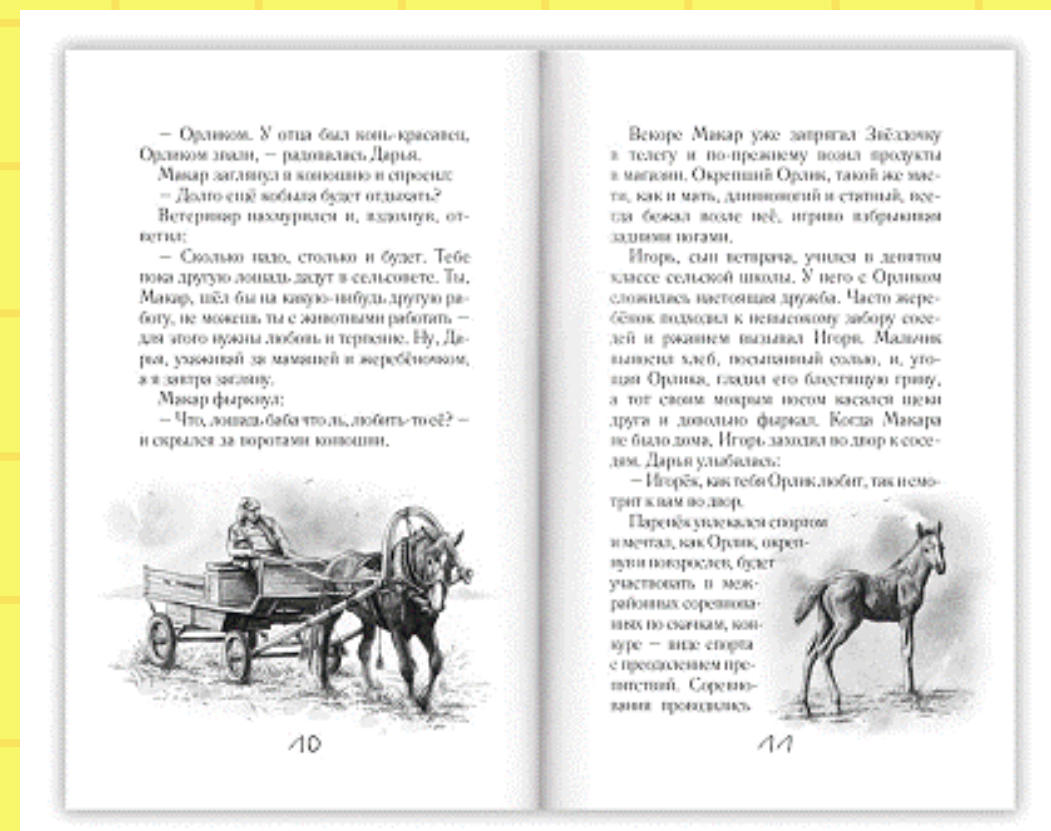 — Орликом. У отца был конь-красавец,
Орликом звали, — радовалась Дарья.
Макар заглянул в конюшню и спросил:
— Долго ещё кобыла будет отдыхать?
Ветеринар нахмурился и, вздохнув, от-
ветил:
— Сколько надо, столько и будет. Тебе
пока другую лошадь дадут в сельсовете. Ты,
Макар, шёл бы на какую-нибудь другую ра-
боту, не можешь ты с животными работать —
для этого нужны любовь и терпение. Ну, Да-
рья, ухаживай за мамашей и жеребёночком,
а я завтра загляну.
Макар фыркнул:
— Что, лошадь баба что ль, любить-то её? —
и скрылся за воротами конюшни.
10
Вскоре Макар уже запрягал Звёздочку
в телегу и по-прежнему возил продукты
в магазин. Окрепший Орлик, такой же мас-
ти, как и мать, длинноногий и статный, все-
гда бежал возле неё, игриво взбрыкивая
задними ногами.
Игорь, сын ветврача, учился в девятом
классе сельской школы. У него с Орликом
сложилась настоящая дружба. Часто жере-
бёнок подходил к невысокому забору сосе-
дей и ржанием вызывал Игоря. Мальчик
выносил хлеб, посыпанный солью, и, уго-
щая Орлика, гладил его блестящую гриву,
а тот своим мокрым носом касался щеки
друга и довольно фыркал. Когда Макара
не было дома, Игорь заходил во двор к сосе-
дям. Дарья улыбалась:
— Игорёк, как тебя Орлик любит, так и смо-
трит к вам во двор.
Паренёк увлекался спортом
и мечтал, как Орлик, окреп-
нув и повзрослев, будет
участвовать в меж-
районных соревнова-
ниях по скачкам, кон-
куре — виде спорта
с преодолением пре-
пятствий. Соревно-
вания проводились
11